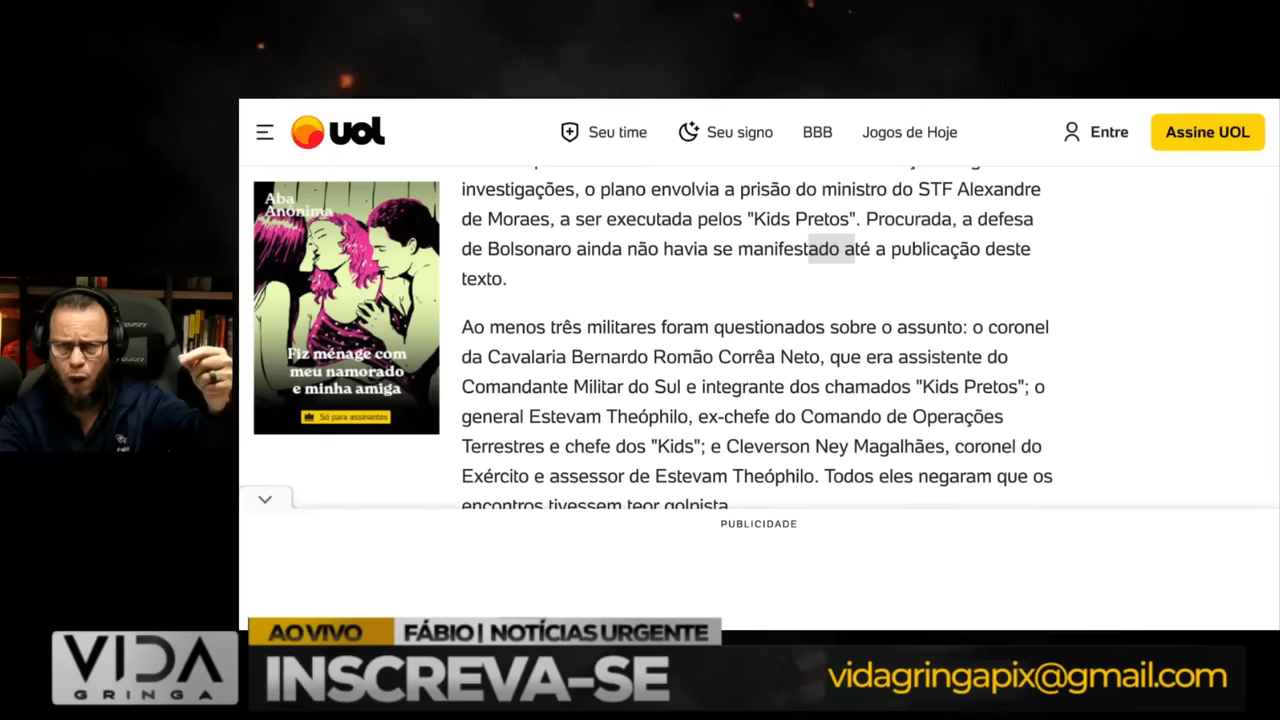 uol
Seu time
Seu signo
BBB
Jogos de Hoje
Entre
Assine UOL
Aba
Anônima
Fiz ménage com
meu namorado
e minha amiga
Só para assinantes
investigações, o plano envolvia a prisão do ministro do STF Alexandre
de Moraes, a ser executada pelos "Kids Pretos". Procurada, a defesa
de Bolsonaro ainda não havia se manifestado até a publicação deste
texto.
Ao menos três militares foram questionados sobre o assunto: o coronel
da Cavalaria Bernardo Romão Corrêa Neto, que era assistente do
Comandante Militar do Sul e integrante dos chamados "Kids Pretos"; o
general Estevam Theóphilo, ex-chefe do Comando de Operações
Terrestres e chefe dos "Kids"; e Cleverson Ney Magalhães, coronel do
Exército e assessor de Estevam Theóphilo. Todos eles negaram que os
encontros tivessem teor golpista
PUBLICIDADE
AO VIVO
FÁBIO | NOTÍCIAS URGENTE
VIDA
GRINGA
INSCREVA-SE
vidagringapix@gmail.com